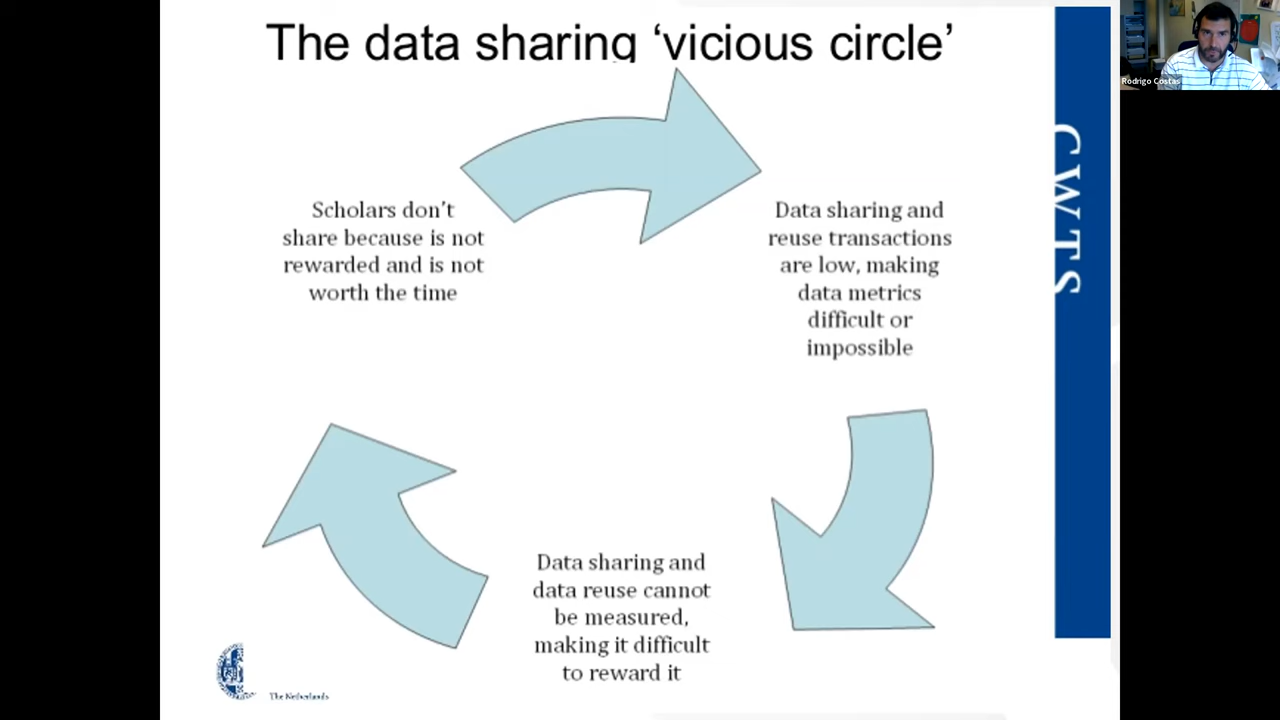 The data sharing ‘vicious circle’
Rodrigo Costas
CWTS
Scholars don’t
share because is not
rewarded and is not
worth the time
Data sharing and
reuse transactions
are low, making
data metrics
difficult or
impossible
Data sharing and
data reuse cannot
be measured,
making it difficult
to reward it
The Netherlands